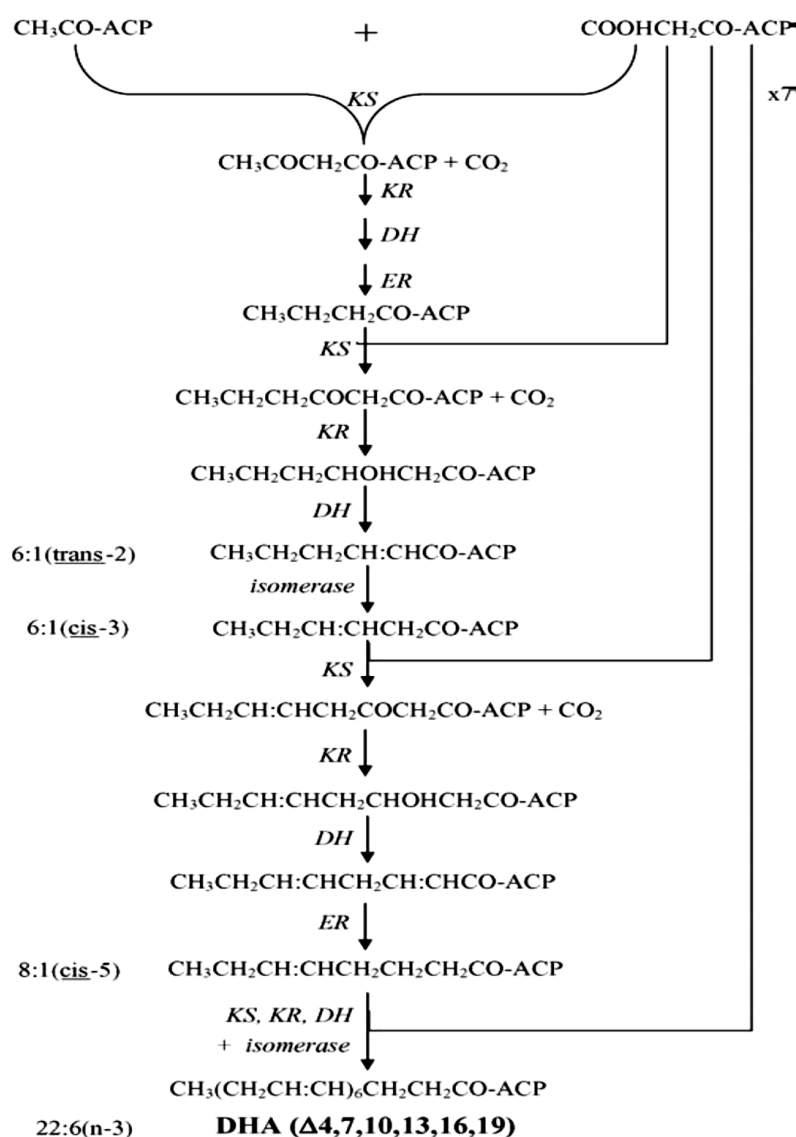 CH₃CO-ACP + COOHCH₂CO-ACP
x7
KS
CH₃COCH₂CO-ACP + CO₂
KR
DH
ER
CH₃CH₂CH₂CO-ACP
KS
CH₃CH₂CH₂COCH₂CO-ACP + CO₂
KR
CH₃CH₂CH₂CHOHCH₂CO-ACP
DH
6:1(trans-2) CH₃CH₂CH₂CH:CHCO-ACP
isomerase
6:1(cis-3) CH₃CH₂CH:CHCH₂CO-ACP
KS
CH₃CH₂CH:CHCH₂COCH₂CO-ACP + CO₂
KR
CH₃CH₂CH:CHCH₂CHOHCH₂CO-ACP
DH
CH₃CH₂CH:CHCH₂CH:CHCO-ACP
ER
8:1(cis-5) CH₃CH₂CH:CHCH₂CH₂CH₂CO-ACP
KS, KR, DH
+ isomerase
CH₃(CH₂CH:CH)₆CH₂CH₂CO-ACP
22:6(n-3) DHA (Δ4,7,10,13,16,19)